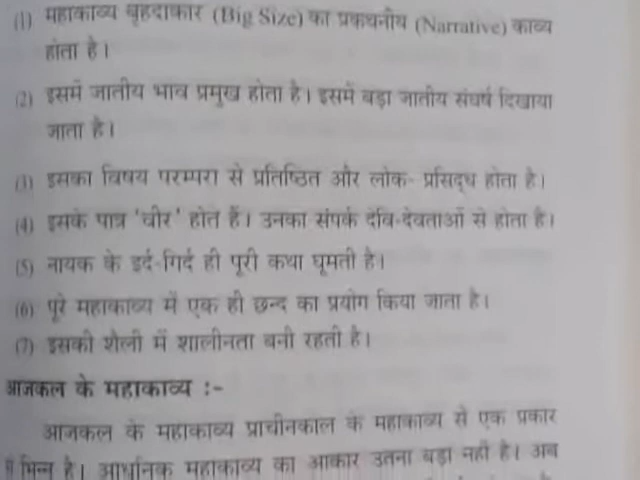 (1) महाकाव्य बृहदाकार (Big Size) का प्रकथनीय (Narrative) काव्य
होता है।
(2) इसमें जातीय भाव प्रमुख होता है। इसमें बड़ा जातीय संघर्ष दिखाया
जाता है।
(3) इसका विषय परम्परा से प्रतिष्ठित और लोक- प्रसिद्ध होता है।
(4) इसके पात्र 'वीर' होते हैं। उनका संपर्क देवि-देवताओं से होता है।
(5) नायक के इर्द-गिर्द ही पूरी कथा घूमती है।
(6) पूरे महाकाव्य में एक ही छन्द का प्रयोग किया जाता है।
(7) इसकी शैली में शालीनता बनी रहती है।
आजकल के महाकाव्य :-
आजकल के महाकाव्य प्राचीनकाल के महाकाव्य से एक प्रकार
से भिन्न है। आधुनिक महाकाव्य का आकार उतना बड़ा नहीं है। अब